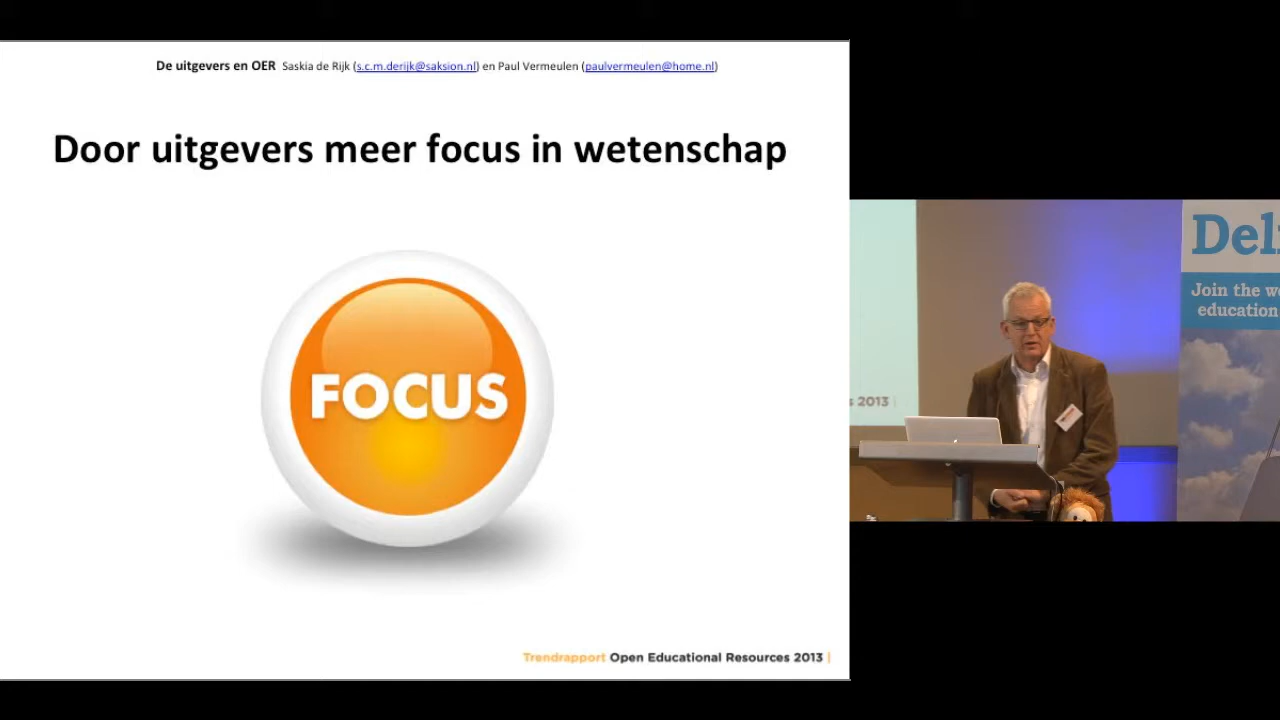 De uitgevers en OER Saskia de Rijk (s.c.m.derijk@saksion.nl) en Paul Vermeulen (paulvermeulen@home.nl)
Door uitgevers meer focus in wetenschap
FOCUS
Trendrapport Open Educational Resources 2013 |
2013 |
Join the
education